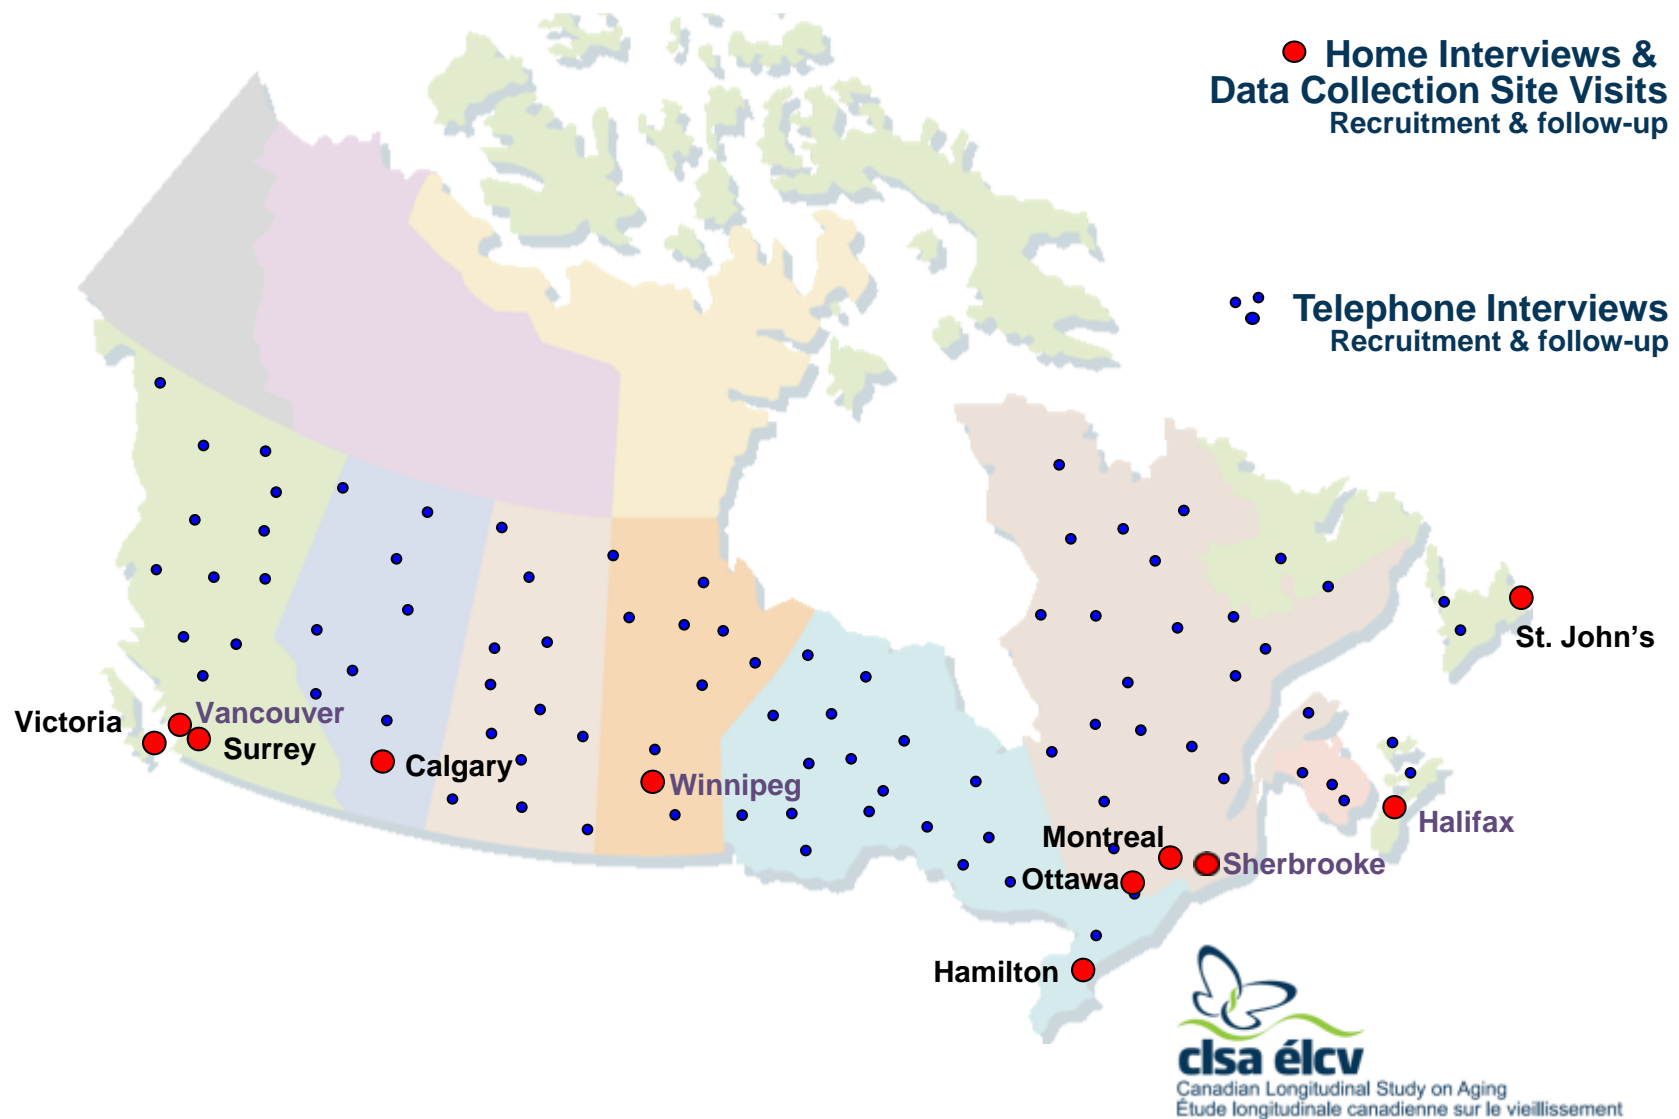 Home Interviews &
Data Collection Site Visits
Recruitment & follow-up
Telephone Interviews
Recruitment & follow-up
St. John's
Victoria
Vancouver
Surrey
Calgary
Winnipeg
Halifax
Montreal
Sherbrooke
Ottawa
Hamilton
clsa élcv
Canadian Longitudinal Study on Aging
Étude longitudinale canadienne sur le vieillissement